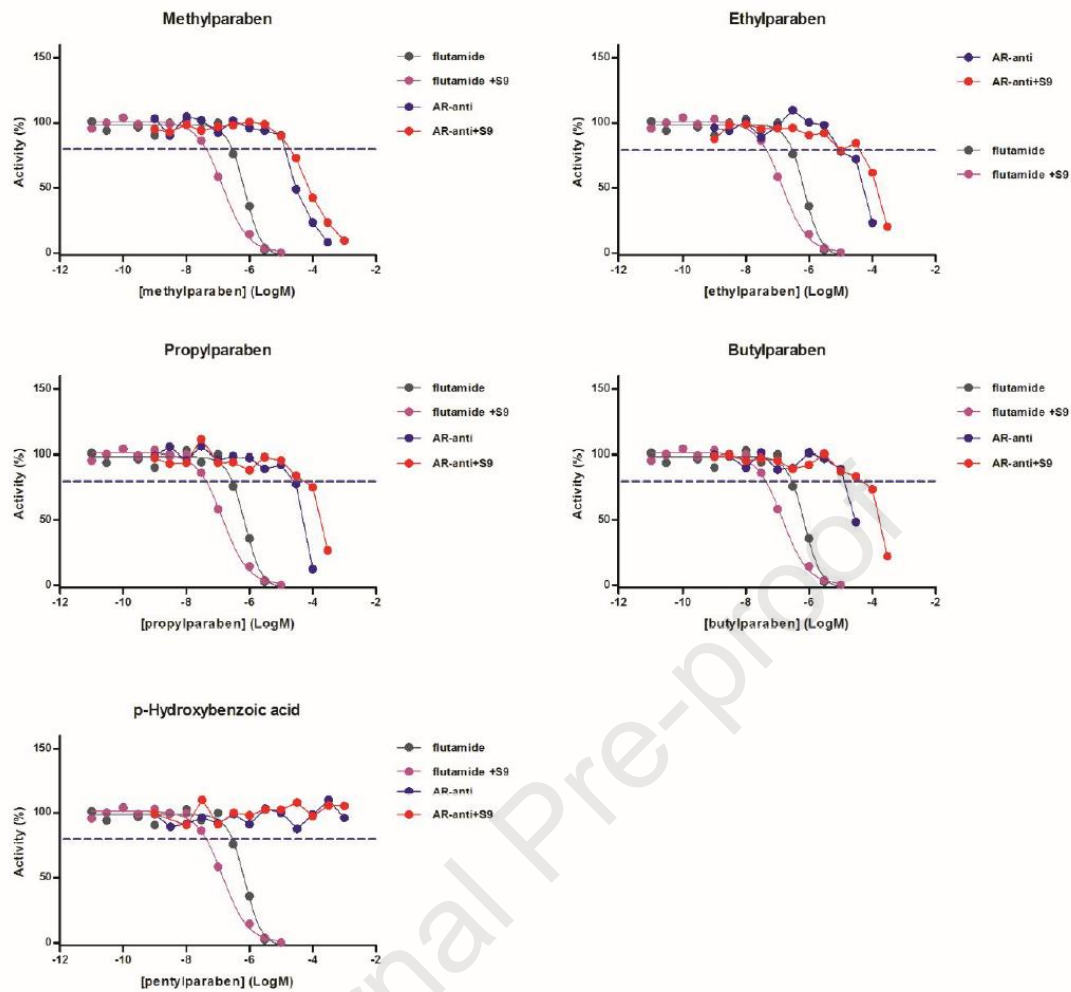 Methylparaben
150
100
50
0
Activity (%)
-12
-10
-8
-6
-4
-2
[methylparaben] (LogM)
flutamide
flutamide +S9
AR-anti
AR-anti+S9
Ethylparaben
150
100
50
0
Activity (%)
-12
-10
-8
-6
-4
-2
[ethylparaben] (LogM)
AR-anti
AR-anti+S9
flutamide
flutamide +S9
Propylparaben
150
100
50
0
Activity (%)
-12
-10
-8
-6
-4
-2
[propylparaben] (LogM)
flutamide
flutamide +S9
AR-anti
AR-anti+S9
Butylparaben
150
100
50
0
Activity (%)
-12
-10
-8
-6
-4
-2
[butylparaben] (LogM)
flutamide
flutamide +S9
AR-anti
AR-anti+S9
p-Hydroxybenzoic acid
150
100
50
0
Activity (%)
-12
-10
-8
-6
-4
-2
[pentylparaben] (LogM)
flutamide
flutamide +S9
AR-anti
AR-anti+S9
rnal Pre-proof